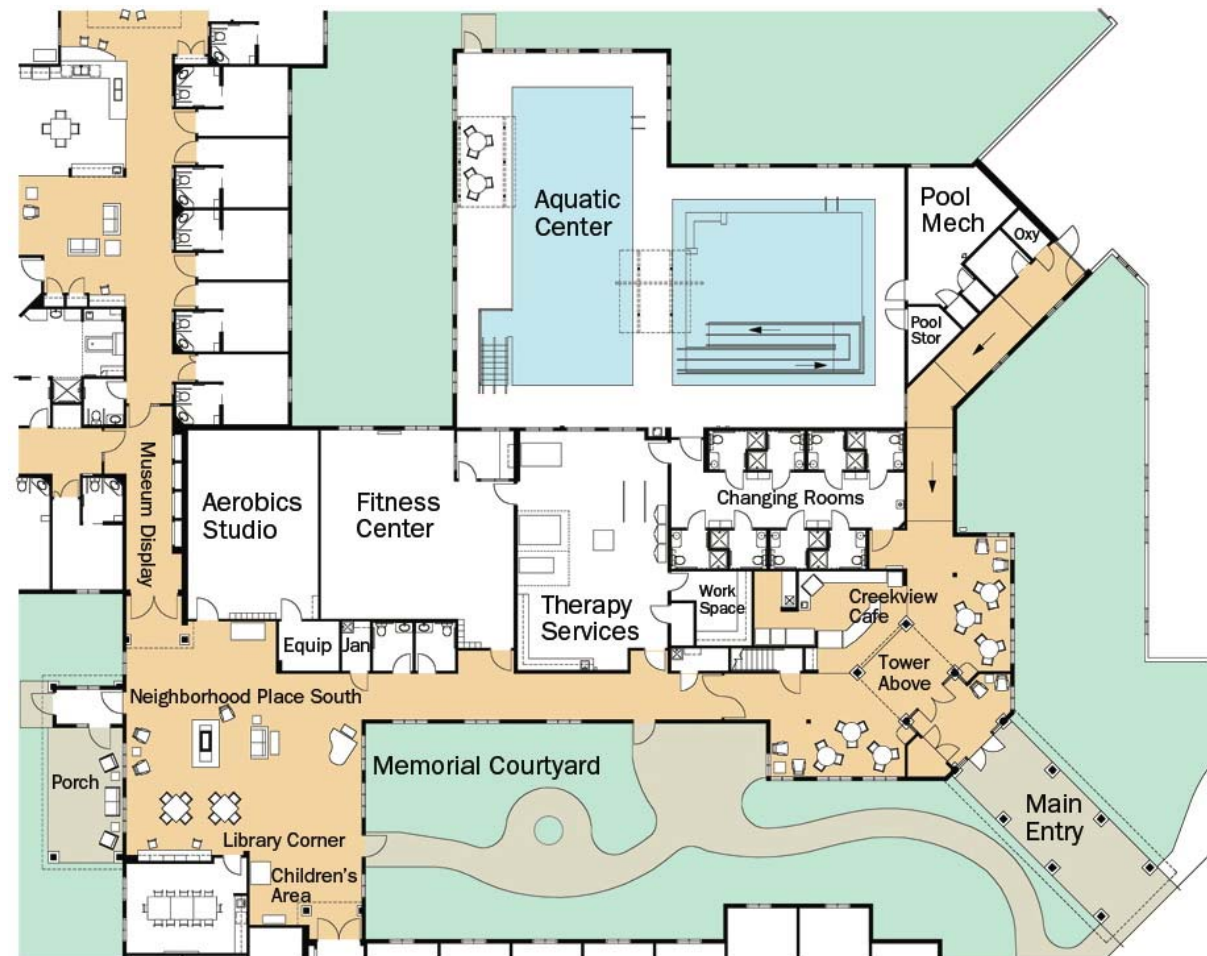 Pool
Mech
Oxy
Aquatic
Center
Pool
Stor
Museum Display
Aerobics
Studio
Fitness
Center
Changing Rooms
Therapy
Services
Work
Space
Creekview
Cafe
Equip
Jan
Tower
Above
Neighborhood Place South
Porch
Memorial Courtyard
Main
Entry
Library Corner
Children's
Area